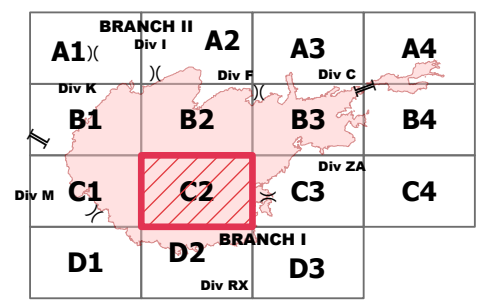 BRANCH II
A1 Div I A2 A3 A4
Div K Div F Div C
B1 B2 B3 B4
Div ZA
Div M C1 C2 C3 C4
BRANCH I
D1 D2 D3
Div RX